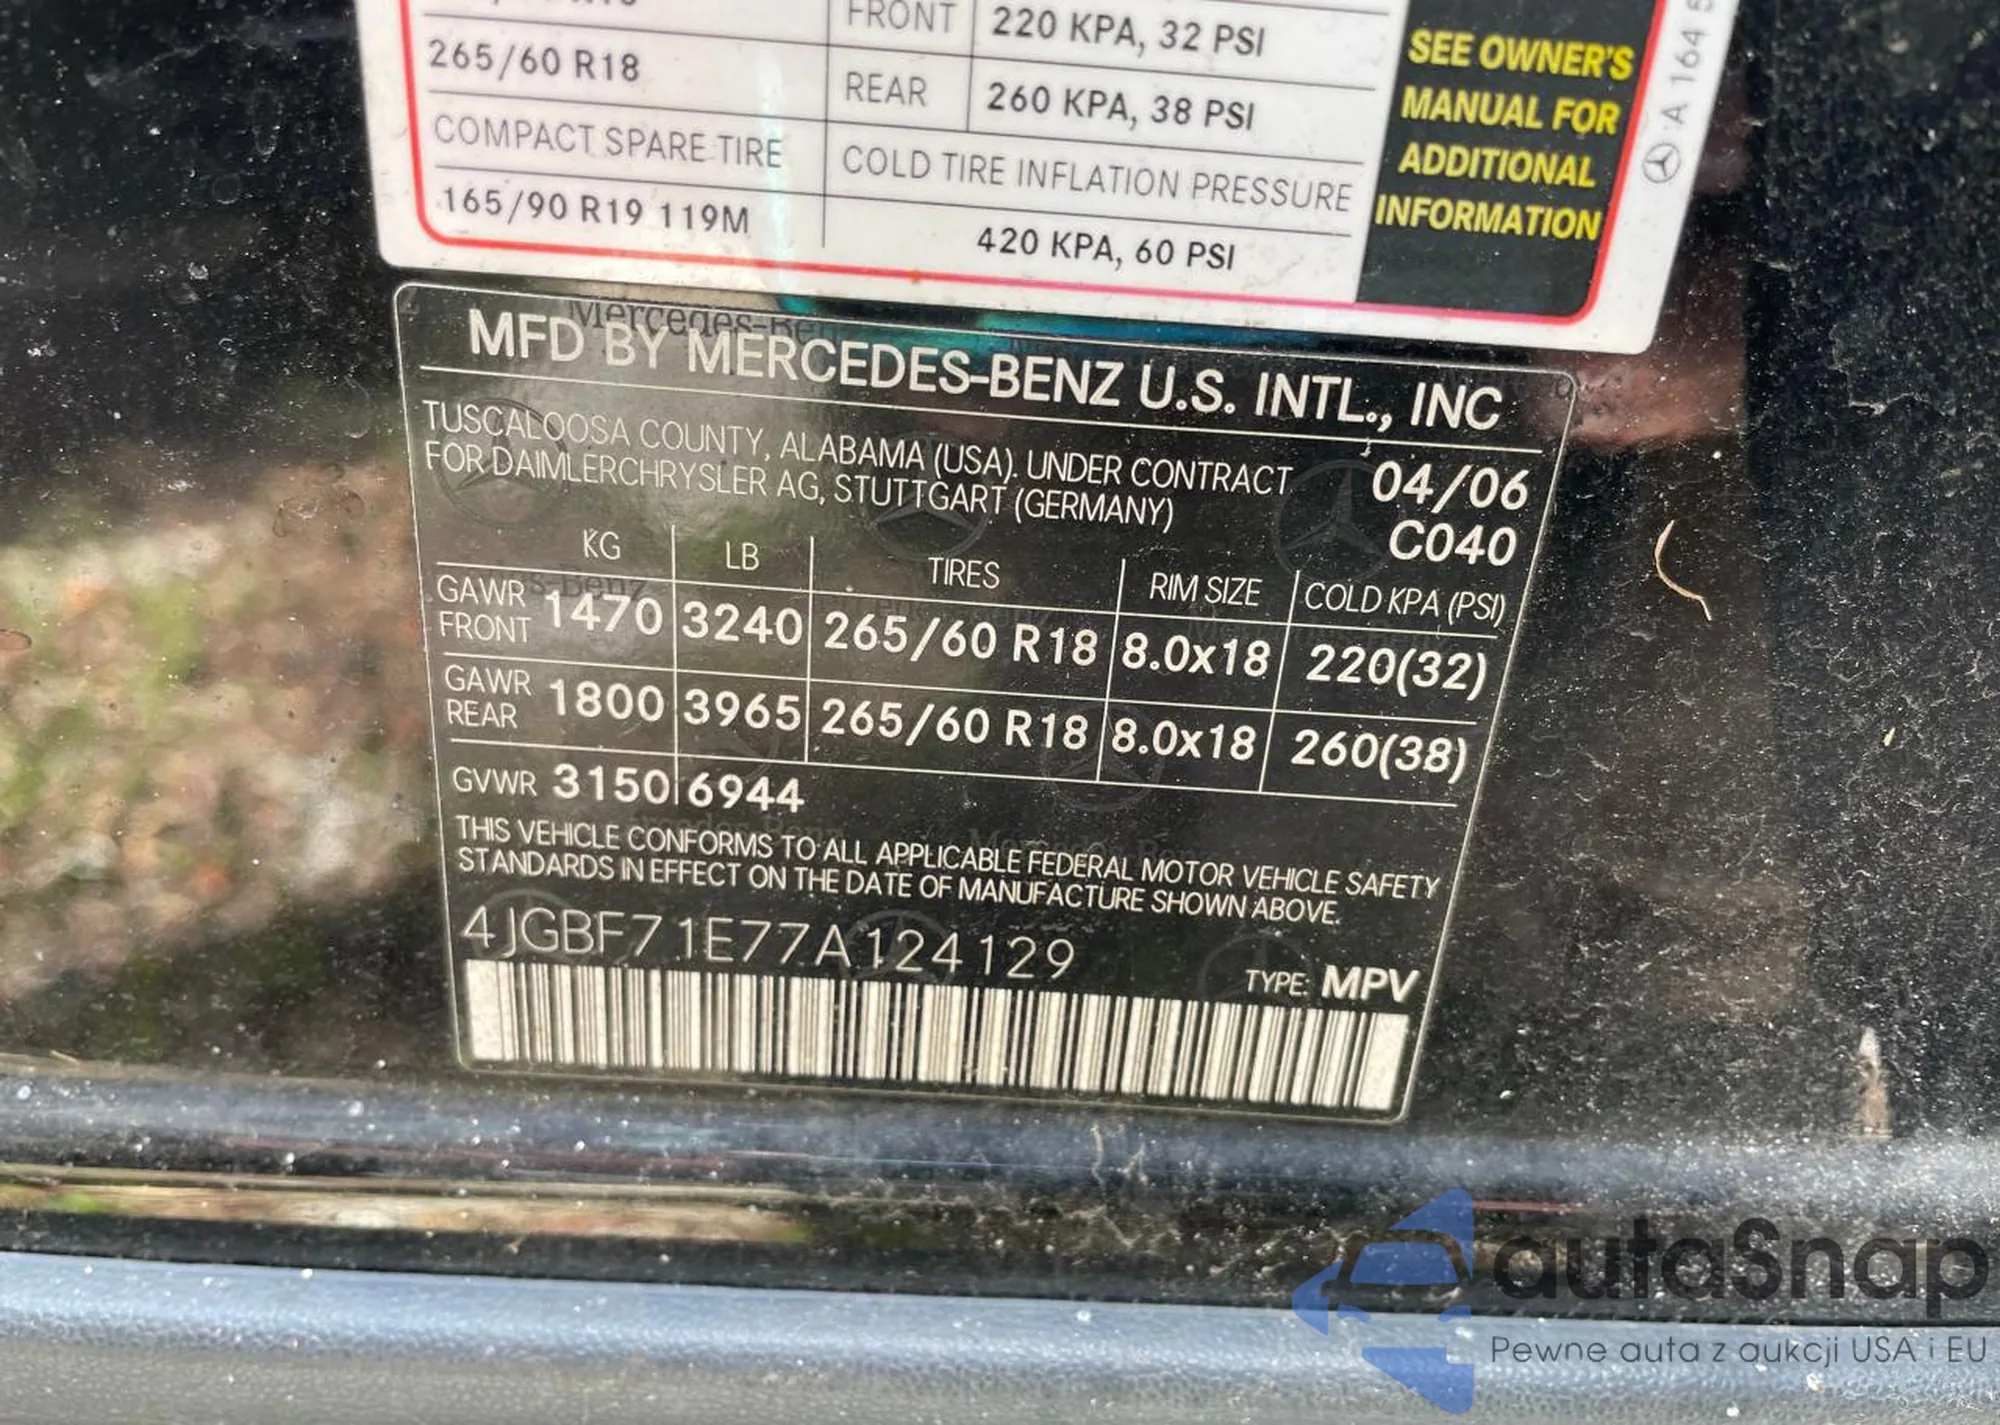 FRONT 220 KPA, 32 PSI
265/60 R18 REAR 260 KPA, 38 PSI
COMPACT SPARE TIRE COLD TIRE INFLATION PRESSURE
165/90 R19 119M 420 KPA, 60 PSI
SEE OWNER'S
MANUAL FOR
ADDITIONAL
INFORMATION
A 164 5
MFD BY MERCEDES-BENZ U.S. INTL., INC
TUSCALOOSA COUNTY, ALABAMA (USA). UNDER CONTRACT 04/06
FOR DAIMLERCHRYSLER AG, STUTTGART (GERMANY) C040
KG LB TIRES RIM SIZE COLD KPA (PSI)
GAWR FRONT 1470 3240 265/60 R18 8.0x18 220(32)
GAWR REAR 1800 3965 265/60 R18 8.0x18 260(38)
GVWR 3150 6944
THIS VEHICLE CONFORMS TO ALL APPLICABLE FEDERAL MOTOR VEHICLE SAFETY
STANDARDS IN EFFECT ON THE DATE OF MANUFACTURE SHOWN ABOVE.
4JGBF71E77A124129
TYPE: MPV
autaSnap
Pewne auta z aukcji USA i EU